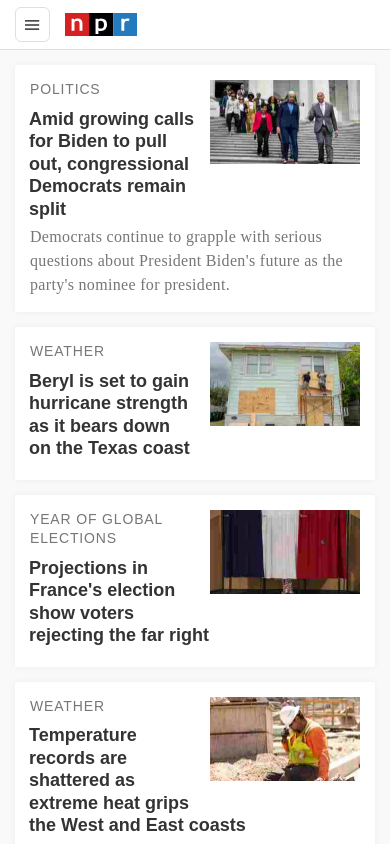 npr
POLITICS
Amid growing calls
for Biden to pull
out, congressional
Democrats remain
split
Democrats continue to grapple with serious
questions about President Biden's future as the
party's nominee for president.
WEATHER
Beryl is set to gain
hurricane strength
as it bears down
on the Texas coast
YEAR OF GLOBAL
ELECTIONS
Projections in
France's election
show voters
rejecting the far right
WEATHER
Temperature
records are
shattered as
extreme heat grips
the West and East coasts